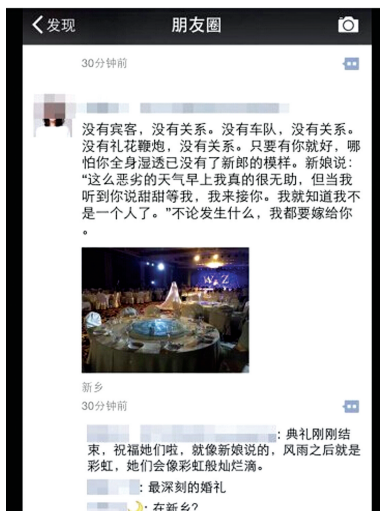 发现
朋友圈
30分钟前
没有宾客，没有关系。没有车队，没有关系。
没有礼花鞭炮，没有关系。只要有你就好，哪
怕你全身湿透已没有了新郎的模样。新娘说：
“这么恶劣的天气早上我真的很无助，但当我
听到你说甜甜等我，我来接你。我就知道我不
是一个人了。”不论发生什么，我都要嫁给你
。
W Z
新乡
30分钟前
：典礼刚刚结
束，祝福她们啦，就像新娘说的，风雨之后就是
彩虹，她们会像彩虹般灿烂滴。
：最深刻的婚礼
：在新乡?